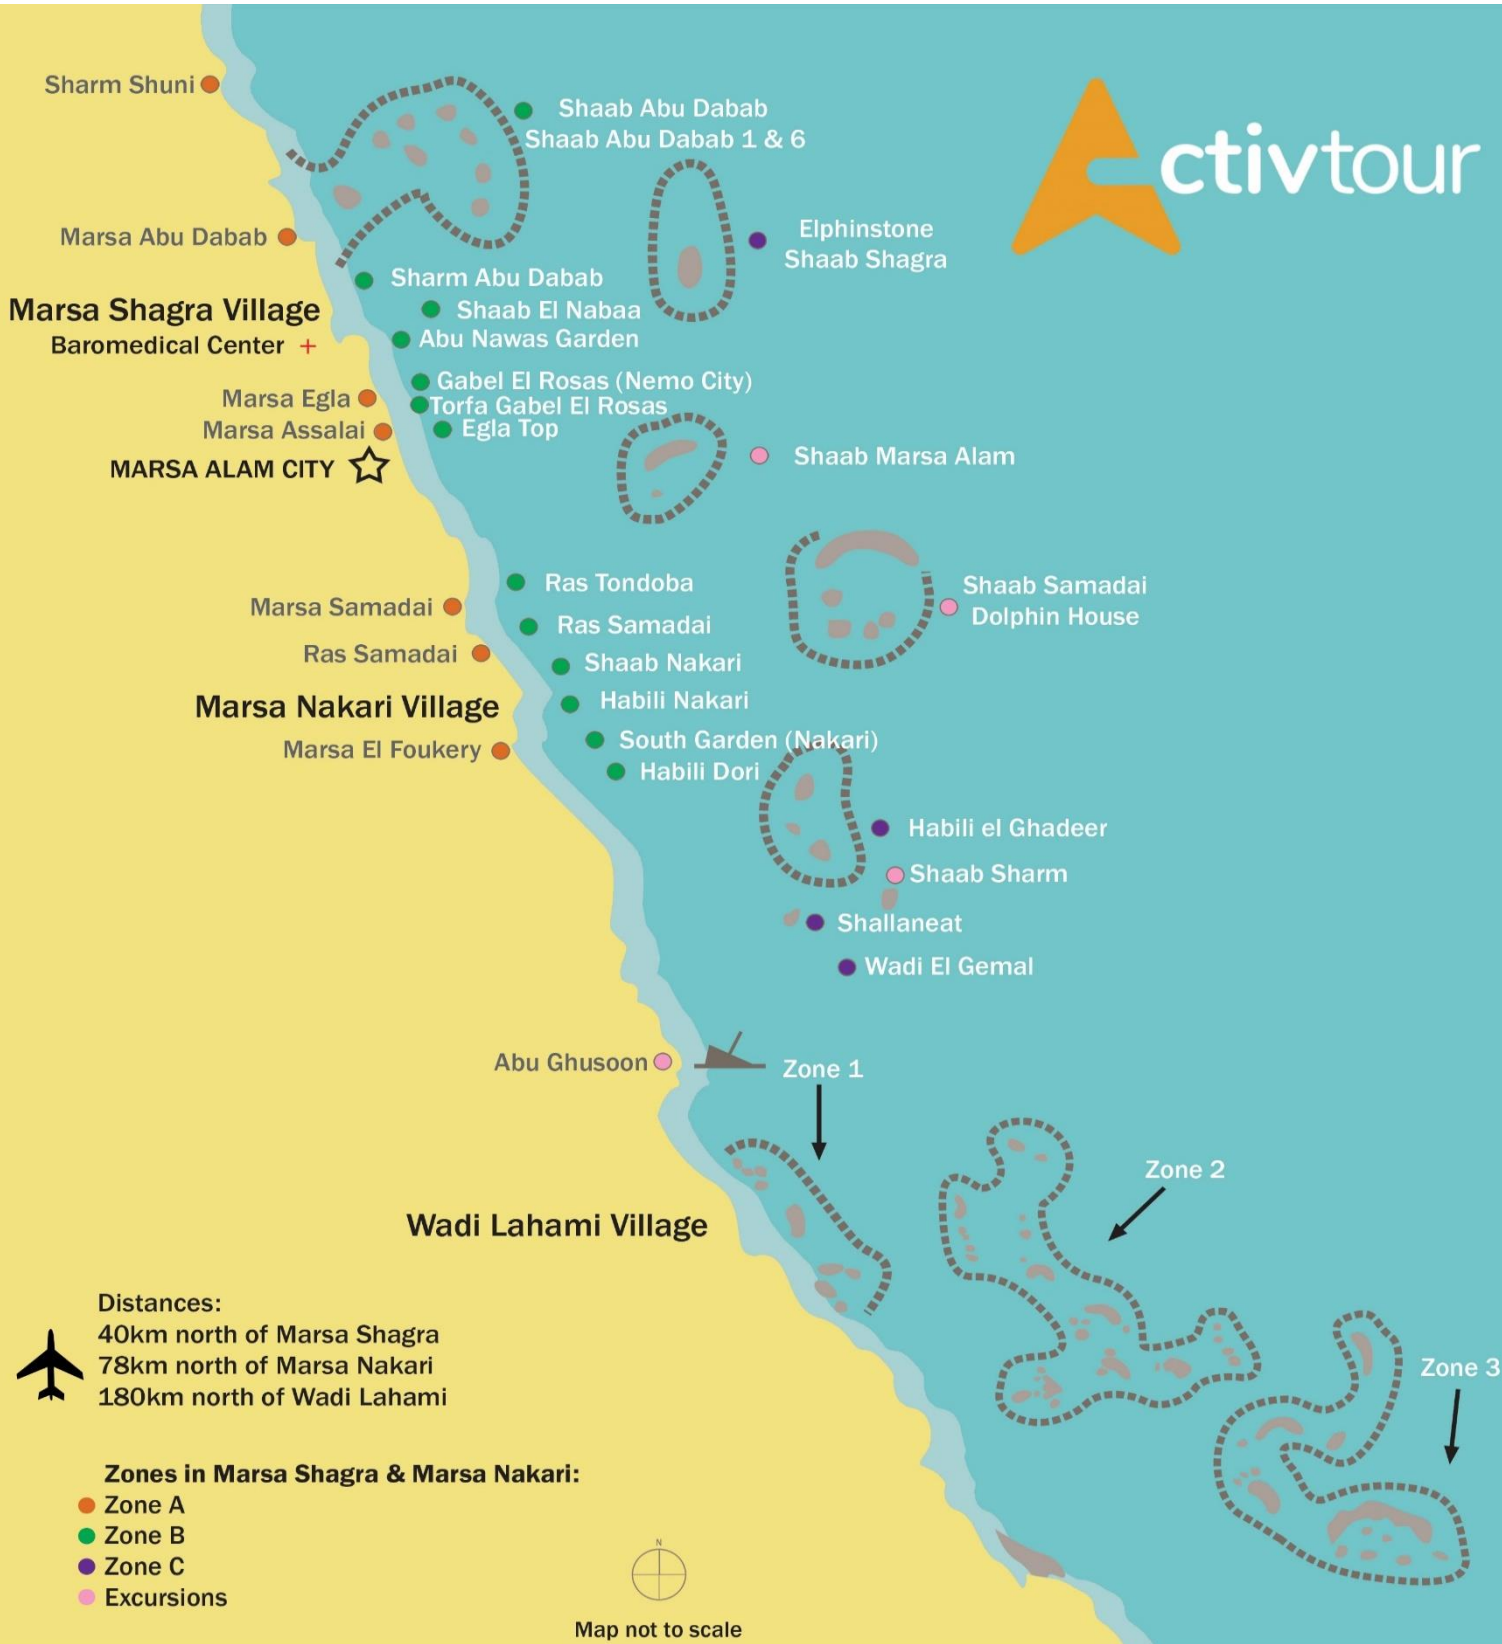 Sharm Shuni
Shaab Abu Dabab
Shaab Abu Dabab 1 & 6
ctivtour
Marsa Abu Dabab
Elphinstone
Shaab Shagra
Sharm Abu Dabab
Marsa Shagra Village
Shaab El Nabaa
Baromedical Center +
Abu Nawas Garden
Gabel El Rosas (Nemo City)
Marsa Egla
Torfa Gabel El Rosas
Marsa Assalai
Egla Top
MARSA ALAM CITY
Shaab Marsa Alam
Ras Tondoba
Shaab Samadai
Dolphin House
Marsa Samadai
Ras Samadai
Ras Samadai
Shaab Nakari
Marsa Nakari Village
Habili Nakari
Marsa El Foukery
South Garden (Nakari)
Habili Dori
Habili el Ghadeer
Shaab Sharm
Shallaneat
Wadi El Gemal
Abu Ghusoon
Zone 1
Zone 2
Wadi Lahami Village
Zone 3
Distances:
40km north of Marsa Shagra
78km north of Marsa Nakari
180km north of Wadi Lahami
Zones in Marsa Shagra & Marsa Nakari:
Zone A
Zone B
Zone C
Excursions
N
Map not to scale